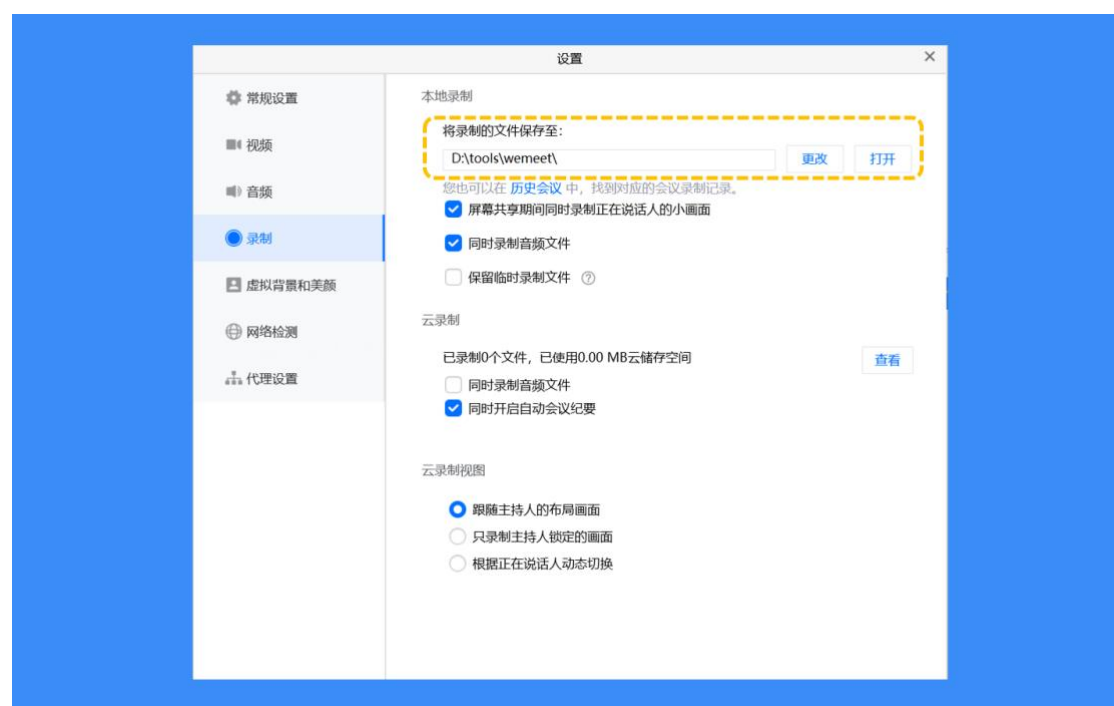 设置
常规设置
视频
音频
录制
虚拟背景和美颜
网络检测
代理设置
本地录制
将录制的文件保存至:
D:\tools\wemeet\
更改
打开
您也可以在 历史会议 中，找到对应的会议录制记录。
屏幕共享期间同时录制正在说话人的小画面
同时录制音频文件
保留临时录制文件
云录制
已录制0个文件，已使用0.00 MB云储存空间
查看
同时录制音频文件
同时开启自动会议纪要
云录制视图
跟随主持人的布局画面
只录制主持人锁定的画面
根据正在说话人动态切换